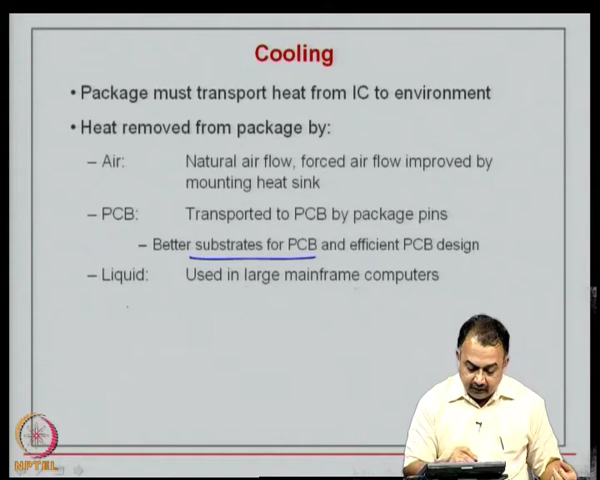 Cooling
• Package must transport heat from IC to environment
• Heat removed from package by:
– Air: Natural air flow, forced air flow improved by
mounting heat sink
– PCB: Transported to PCB by package pins
– Better substrates for PCB and efficient PCB design
– Liquid: Used in large mainframe computers
NPTEL